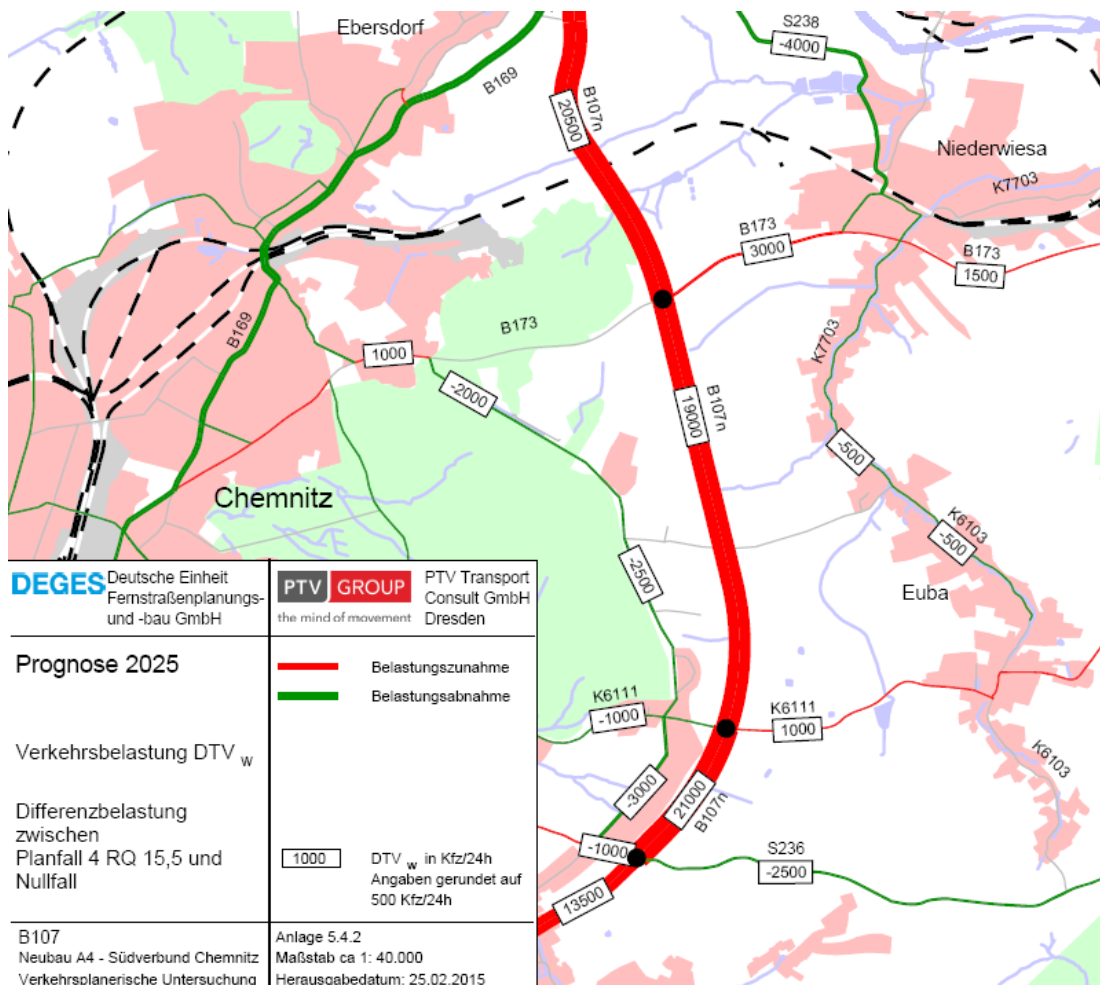 Ebersdorf
B169
S238
-4000
20500
B107n
Niederwiesa
K7703
B173
3000
B173
1500
B169
B173
1000
-2000
K7703
19000
B107n
-500
Chemnitz
K6103
-500
-2500
Euba
K6111
-1000
K6111
1000
K6103
-3000
21000
B107n
-1000
S236
-2500
13500
DEGES Deutsche Einheit
Fernstraßenplanungs-
und -bau GmbH
PTV GROUP
the mind of movement
PTV Transport
Consult GmbH
Dresden
Prognose 2025
Belastungszunahme
Belastungsabnahme
Verkehrsbelastung DTV w
Differenzbelastung
zwischen
Planfall 4 RQ 15,5 und
Nullfall
1000
DTV w in Kfz/24h
Angaben gerundet auf
500 Kfz/24h
B107
Neubau A4 - Südverbund Chemnitz
Verkehrsplanerische Untersuchung
Anlage 5.4.2
Maßstab ca 1: 40.000
Herausgabedatum: 25.02.2015